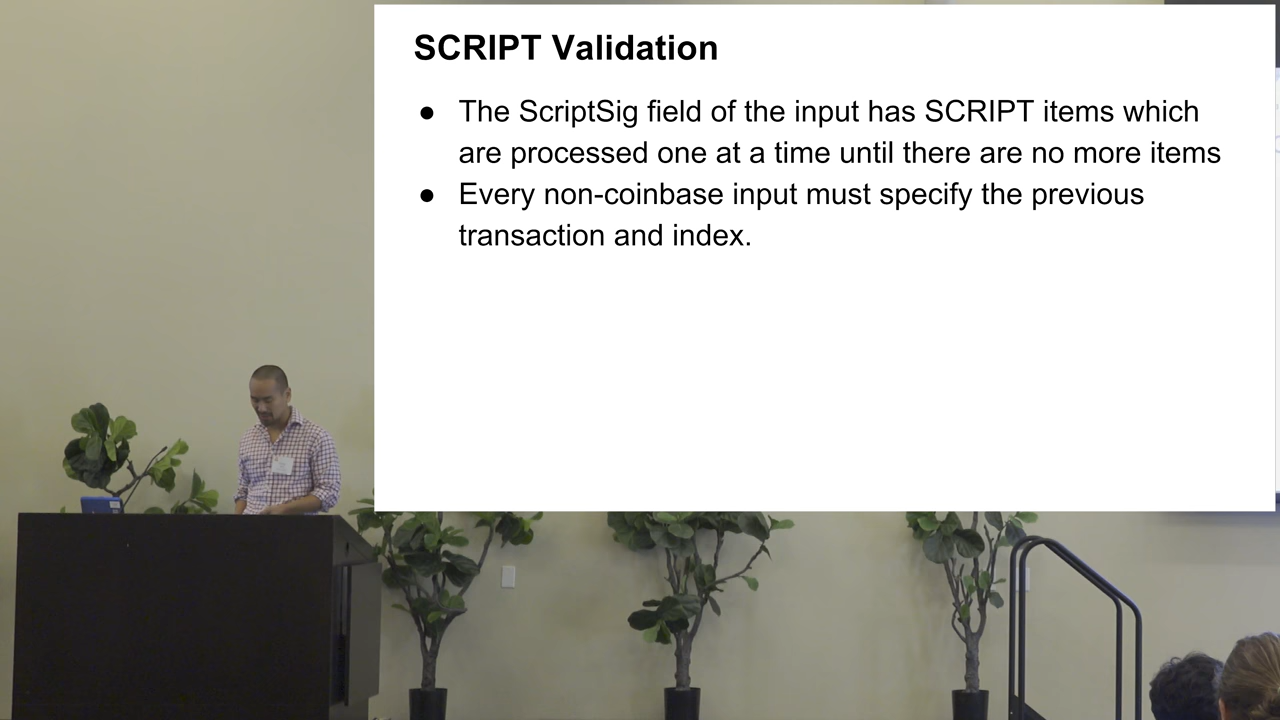 SCRIPT Validation
● The ScriptSig field of the input has SCRIPT items which
are processed one at a time until there are no more items
● Every non-coinbase input must specify the previous
transaction and index.